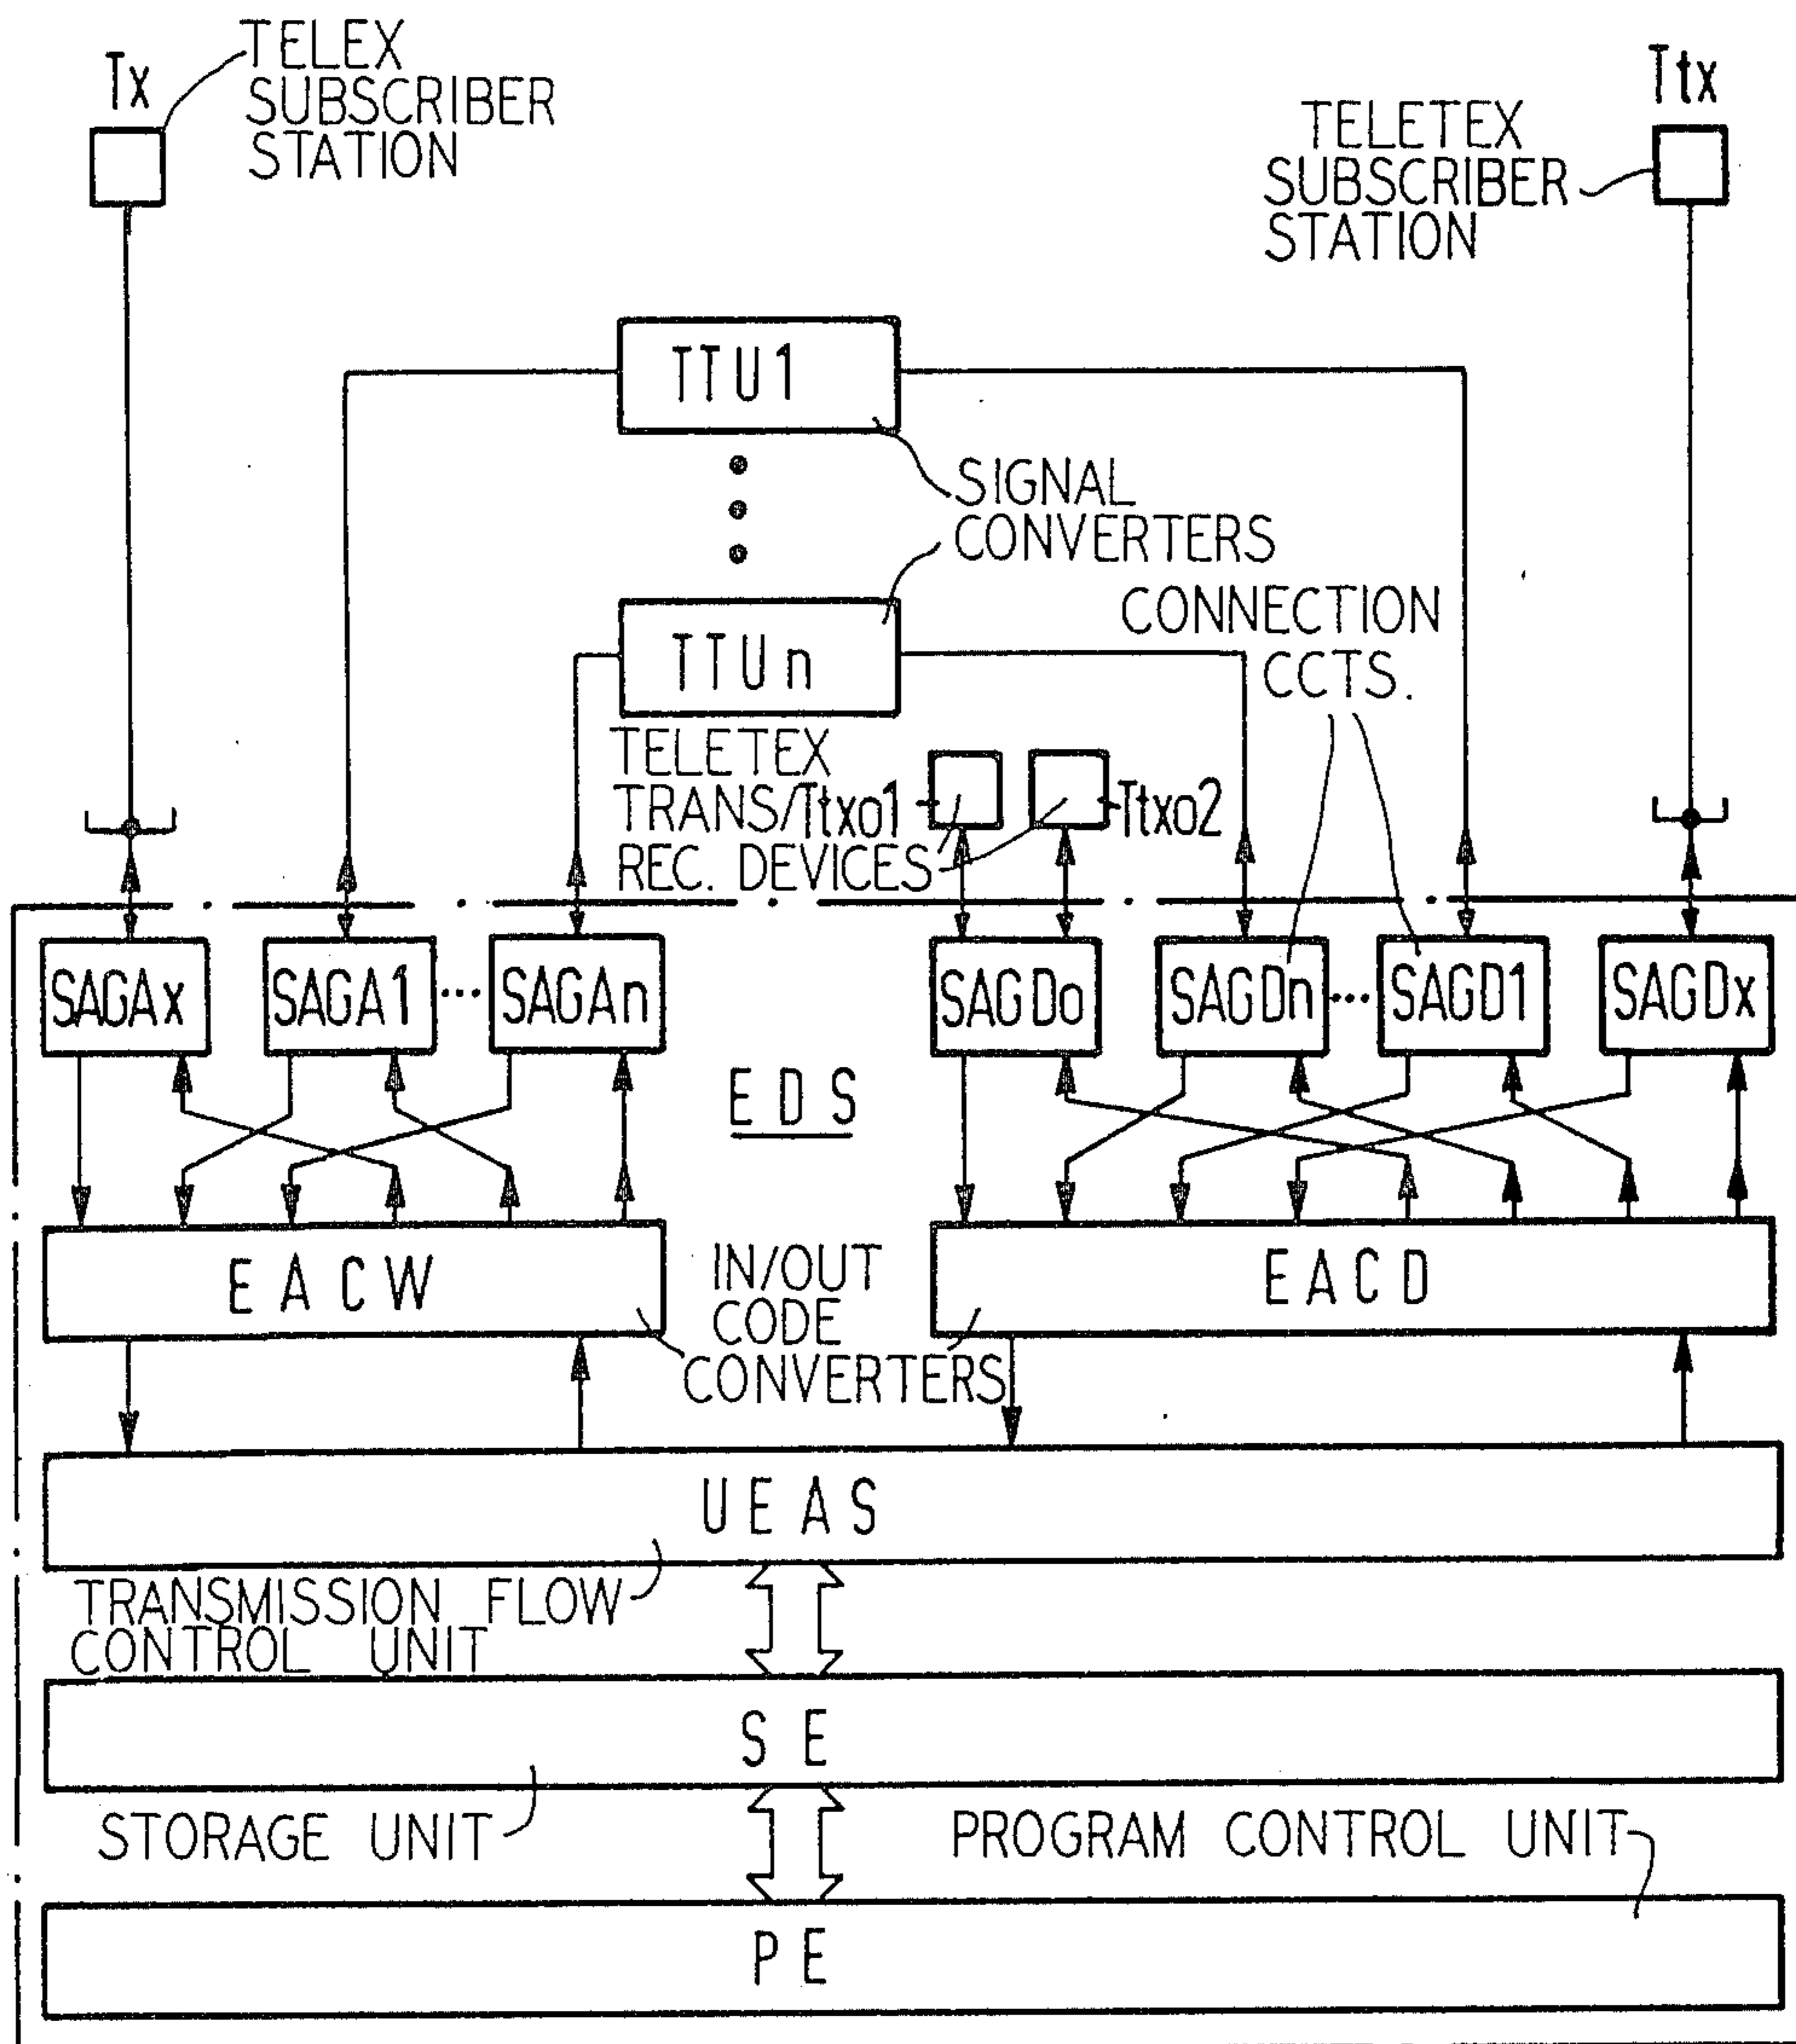 Tx
TELEX
SUBSCRIBER
STATION
Ttx
TELETEX
SUBSCRIBER
STATION
TTU1
SIGNAL
CONVERTERS
TTUn
CONNECTION
CCTS.
TELETEX
TRANS/
REC. DEVICES
Ttxo1
Ttxo2
SAGAx
SAGA1
...
SAGAn
SAGDo
SAGDn
...
SAGD1
SAGDx
EDS
EACW
IN/OUT
CODE
CONVERTERS
EACD
UEAS
TRANSMISSION FLOW
CONTROL UNIT
SE
STORAGE UNIT
PROGRAM CONTROL UNIT
PE